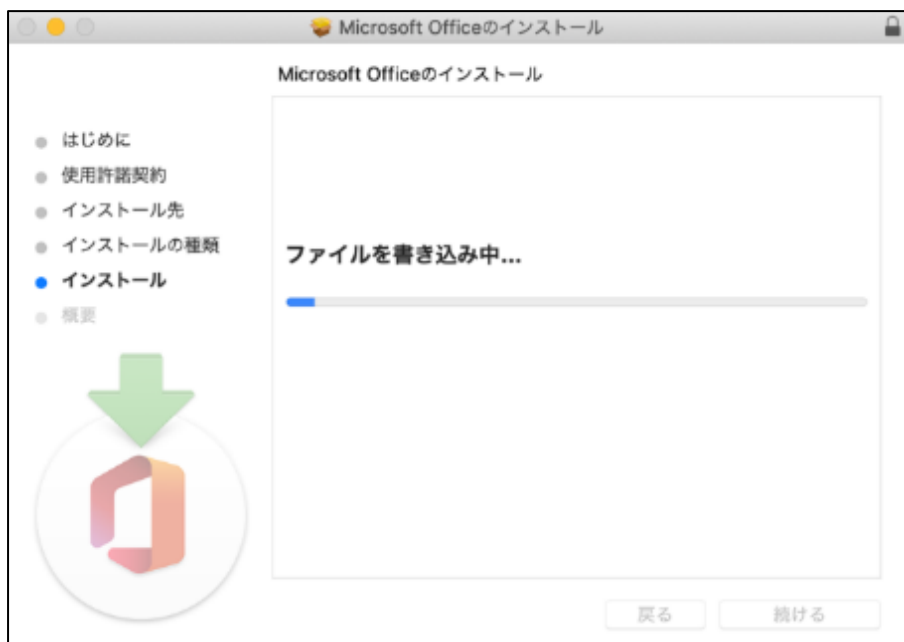 Microsoft Officeのインストール
Microsoft Officeのインストール
はじめに
使用許諾契約
インストール先
インストールの種類
インストール
概要
ファイルを書き込み中...
戻る
続ける